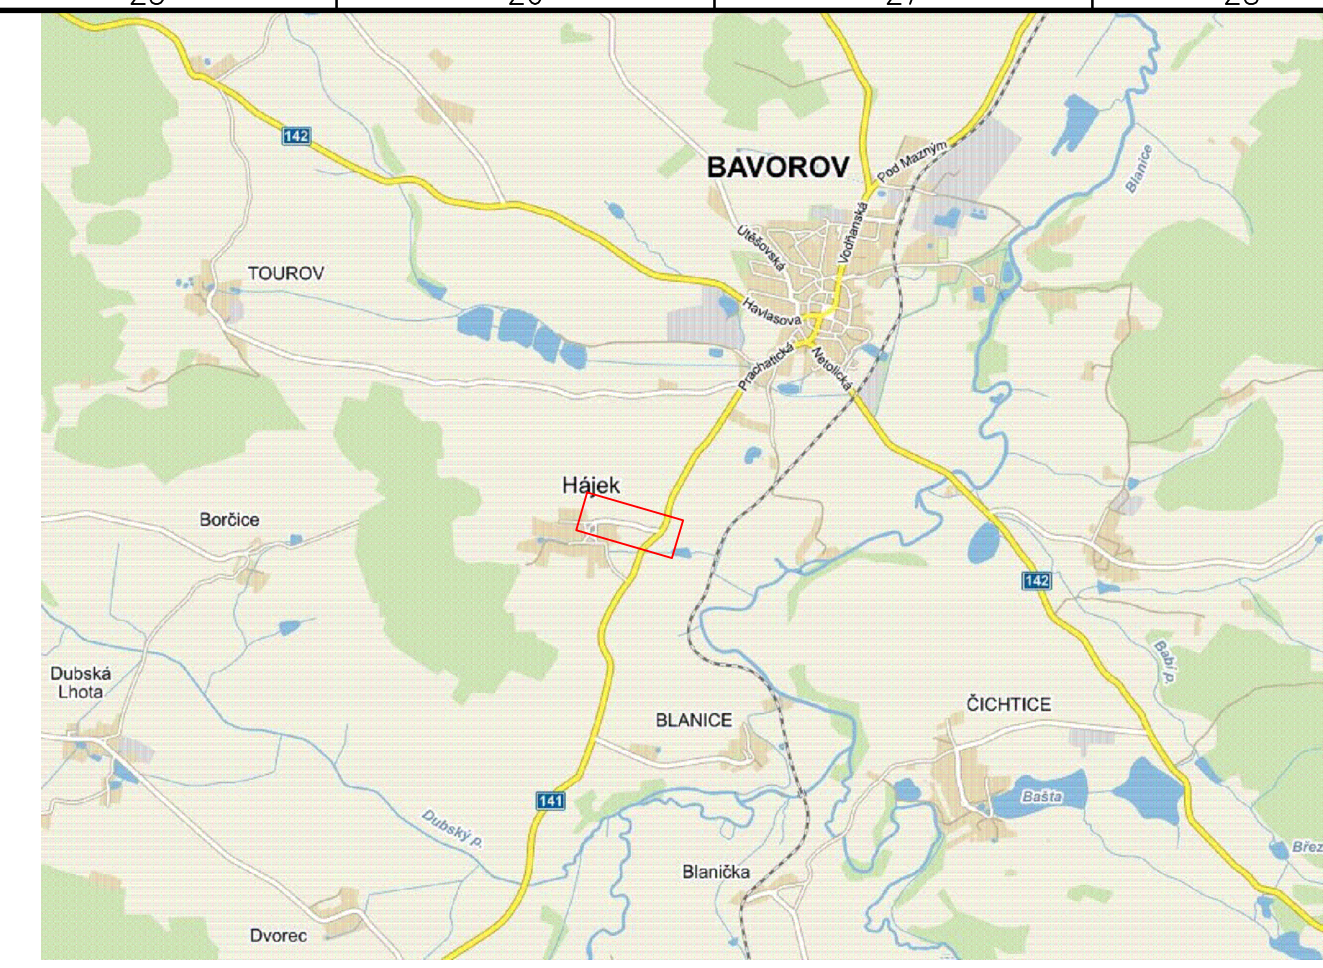 142
BAVOROV
Pod Mazným
Blanice
Vodňanská
Útěšovská
TOUROV
Havlasova
Prachatická
Netolická
Hájek
Borčice
142
Babí p.
Dubská
Lhota
BLANICE
ČICHTICE
141
Bašta
Dubský p.
Blanička
Dvorec